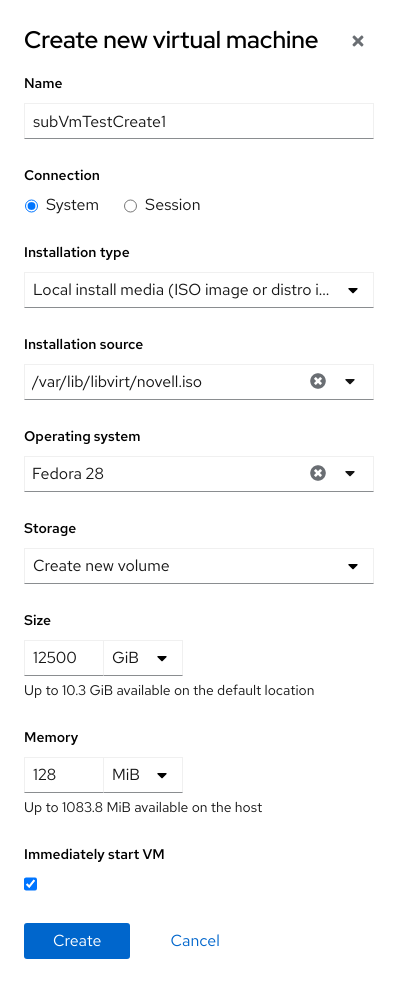 Create new virtual machine
Name
subVmTestCreate1
Connection
System Session
Installation type
Local install media (ISO image or distro i...
Installation source
/var/lib/libvirt/novell.iso
Operating system
Fedora 28
Storage
Create new volume
Size
12500 GiB
Up to 10.3 GiB available on the default location
Memory
128 MiB
Up to 1083.8 MiB available on the host
Immediately start VM
Create Cancel